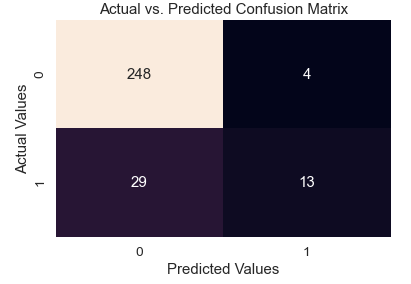 Actual vs. Predicted Confusion Matrix
Actual Values
0
248
4
1
29
13
0
1
Predicted Values